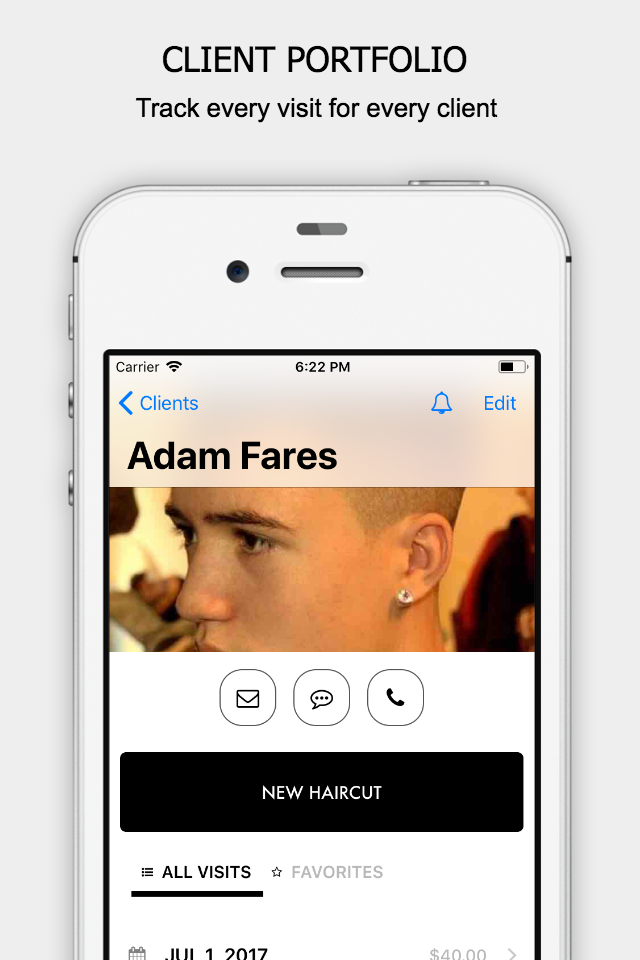 CLIENT PORTFOLIO
Track every visit for every client
Carrier 6:22 PM
Clients Edit
Adam Fares
NEW HAIRCUT
ALL VISITS FAVORITES
JUL 1, 2017 $40.00